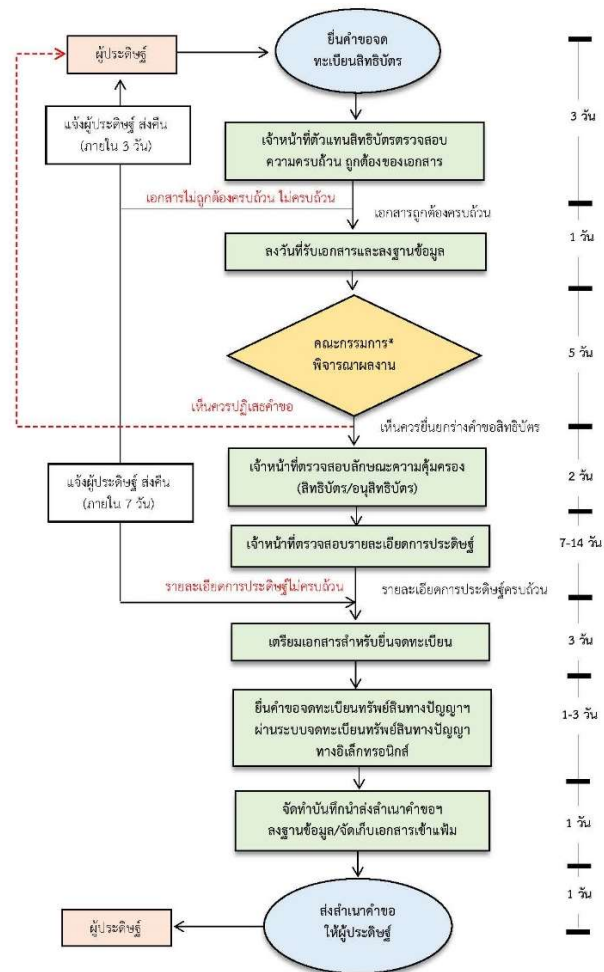 ผู้ประดิษฐ์
ยื่นคำขอจด
ทะเบียนสิทธิบัตร
3 วัน
แจ้งผู้ประดิษฐ์ ส่งคืน
(ภายใน 3 วัน)
เจ้าหน้าที่ตัวแทนสิทธิบัตรตรวจสอบ
ความครบถ้วน ถูกต้องของเอกสาร
เอกสารไม่ถูกต้องครบถ้วน ไม่ครบถ้วน
เอกสารถูกต้องครบถ้วน
1 วัน
ลงวันที่รับเอกสารและลงฐานข้อมูล
คณะกรรมการ*
พิจารณาผลงาน
5 วัน
เห็นควรปฏิเสธคำขอ
เห็นควรยื่นยกร่างคำขอสิทธิบัตร
แจ้งผู้ประดิษฐ์ ส่งคืน
(ภายใน 7 วัน)
เจ้าหน้าที่ตรวจสอบลักษณะความคุ้มครอง
(สิทธิบัตร/อนุสิทธิบัตร)
2 วัน
เจ้าหน้าที่ตรวจสอบรายละเอียดการประดิษฐ์
7-14 วัน
รายละเอียดการประดิษฐ์ไม่ครบถ้วน
รายละเอียดการประดิษฐ์ครบถ้วน
เตรียมเอกสารสำหรับยื่นจดทะเบียน
3 วัน
ยื่นคำขอจดทะเบียนทรัพย์สินทางปัญญาฯ
ผ่านระบบจดทะเบียนทรัพย์สินทางปัญญา
ทางอิเล็กทรอนิกส์
1-3 วัน
จัดทำบันทึกนำส่งสำเนาคำขอฯ
ลงฐานข้อมูล/จัดเก็บเอกสารเข้าแฟ้ม
1 วัน
ส่งสำเนาคำขอ
ให้ผู้ประดิษฐ์
1 วัน
ผู้ประดิษฐ์